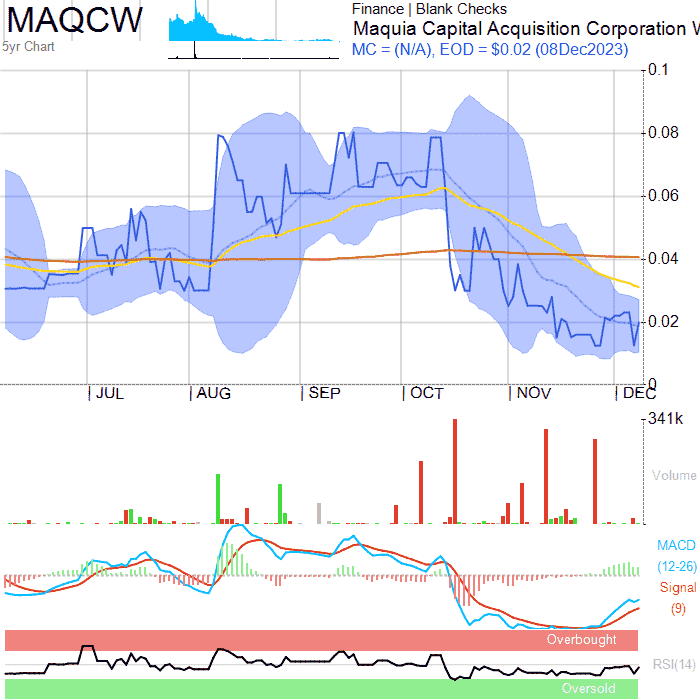 MAQCW
5yr Chart
Finance | Blank Checks
Maquia Capital Acquisition Corporation W
MC = (N/A), EOD = $0.02 (08Dec2023)
0.1
0.08
0.06
0.04
0.02
0
JUL AUG SEP OCT NOV DEC
341k
Volume
MACD
(12-26)
Signal
(9)
Overbought
RSI(14)
Oversold